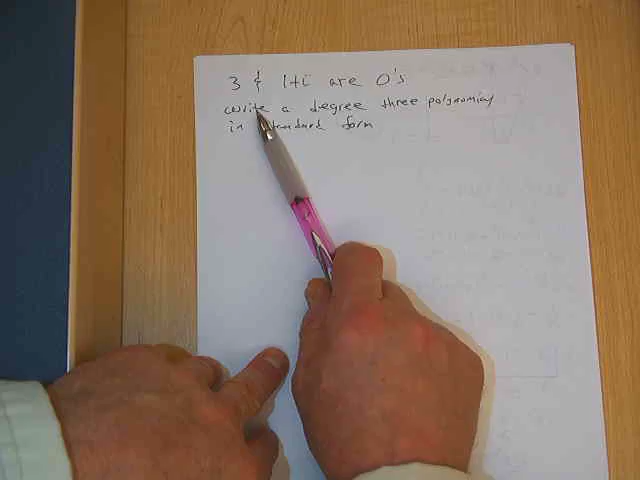 3 & 1+i are 0's
write a degree three polynomial
in standard form